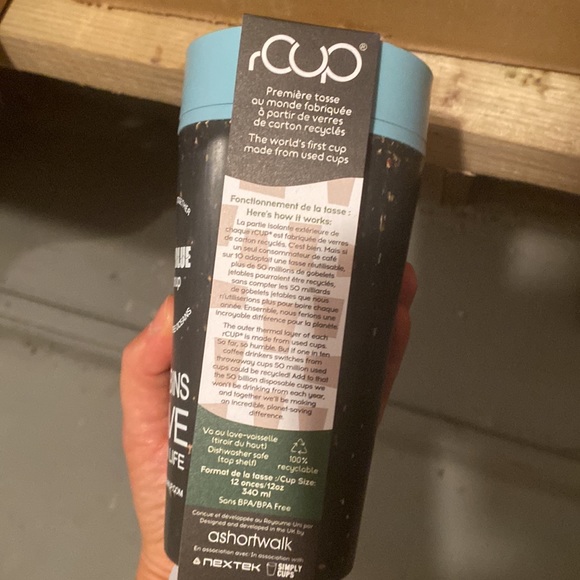 rCUP®
Première tasse
au monde fabriquée
à partir de verres
de carton recyclés
The world's first cup
made from used cups
Fonctionnement de la tasse :
Here's how it works:
La partie isolante extérieure de
chaque rCUP® est fabriquée de verres
de carton recyclés. C'est bien. Mais si
un seul consommateur de café
sur 10 adoptait une tasse réutilisable,
plus de 50 millions de gobelets
jetables pourraient être recyclés,
sans compter les 50 milliards
de gobelets jetables que nous
n'utiliserions plus pour boire chaque
année. Ensemble, nous ferions une
incroyable différence pour la planète.
The outer thermal layer of each
rCUP® is made from used cups.
So far, so humble. But if one in ten
coffee drinkers switches from
throwaway cups 50 million used
cups could be recycled! Add to that
the 50 billion disposable cups we
won't be drinking from each year,
and together we'll be making
an incredible, planet-saving
difference.
Va au lave-vaisselle
(tiroir du haut)
Dishwasher safe
(top shelf)
100%
recyclable
Format de la tasse :/Cup Size:
12 onces/12oz
340 ml
Sans BPA/BPA Free
Concue et développée au Royaume Uni par
Designed and developed in the UK by
ashortwalk
En association avec/In association with
NEXTEK
SIMPLY
CUPS
LIFE